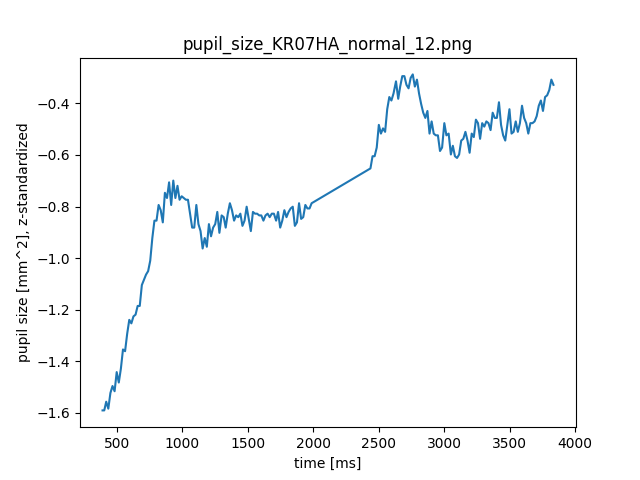 pupil_size_KR07HA_normal_12.png
pupil size [mm^2], z-standardized
−0.4
−0.6
−0.8
−1.0
−1.2
−1.4
−1.6
500 1000 1500 2000 2500 3000 3500 4000
time [ms]